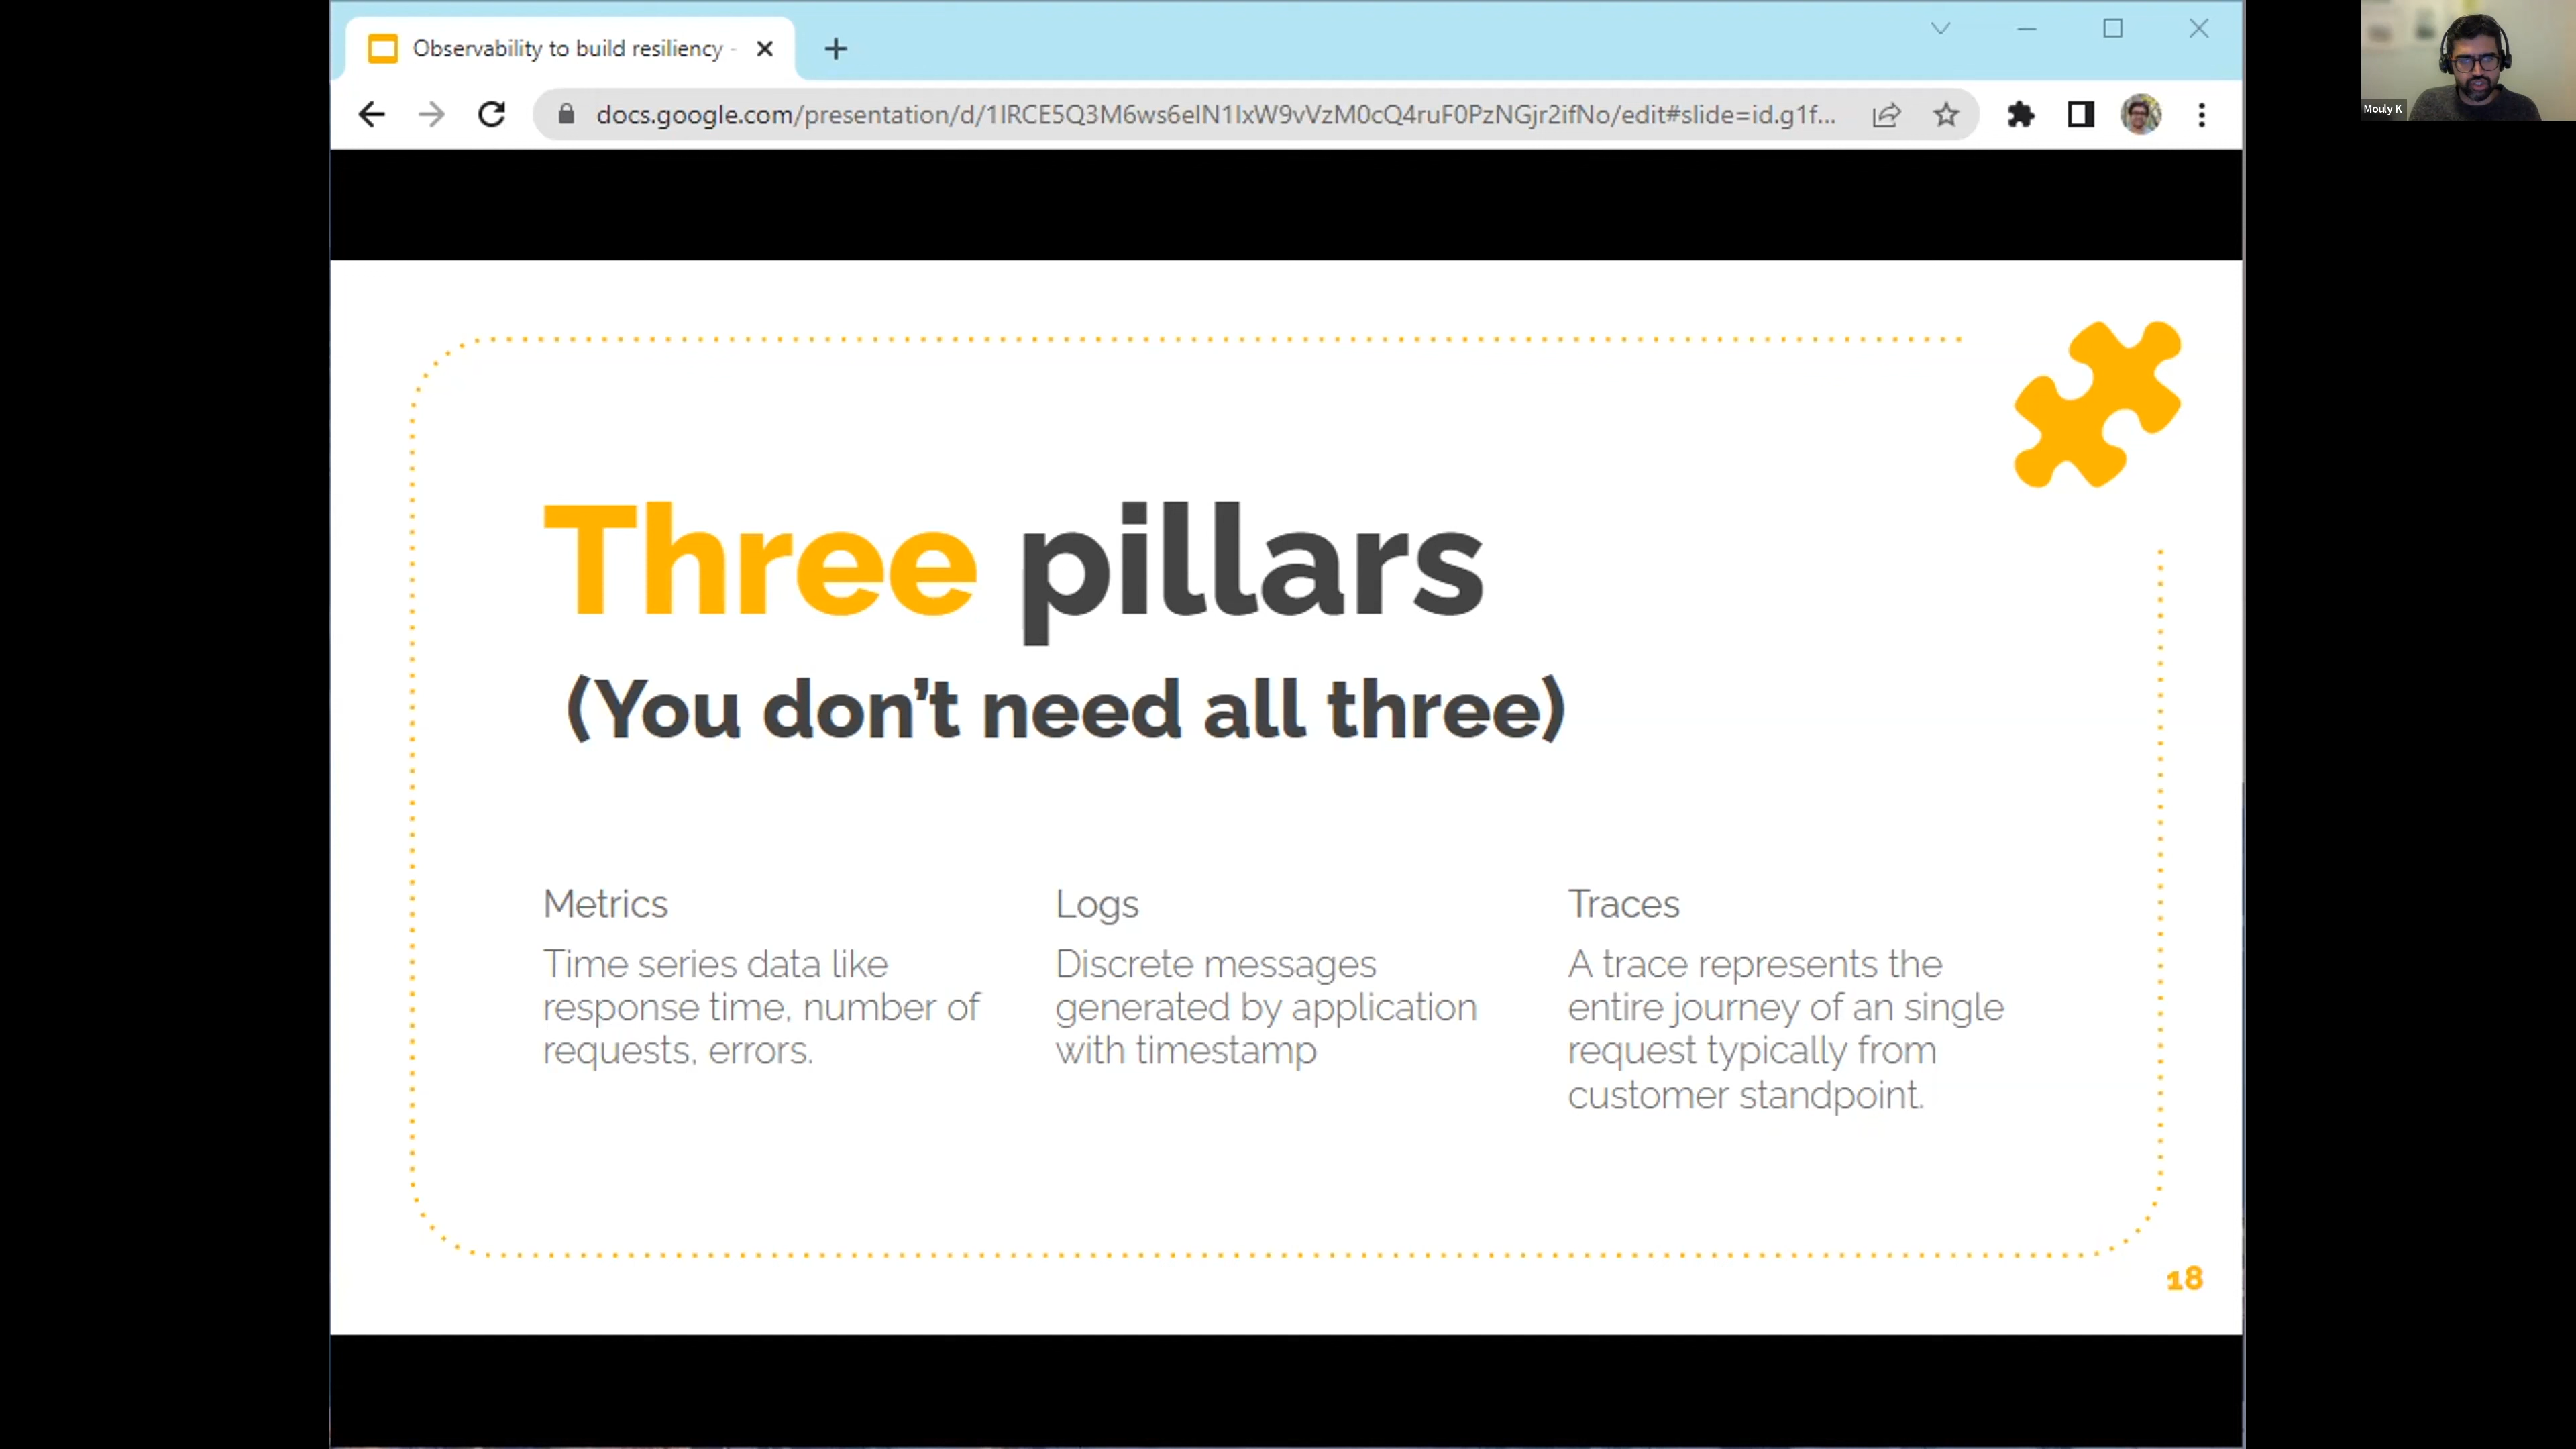 Observability to build resiliency -
docs.google.com/presentation/d/1IRCE5Q3M6ws6elN1IxW9vVzM0cQ4ruF0PzNGjr2ifNo/edit#slide=id.g1f...
Mouly K
Three pillars
(You don’t need all three)
Metrics
Time series data like
response time, number of
requests, errors.
Logs
Discrete messages
generated by application
with timestamp
Traces
A trace represents the
entire journey of an single
request typically from
customer standpoint.
18